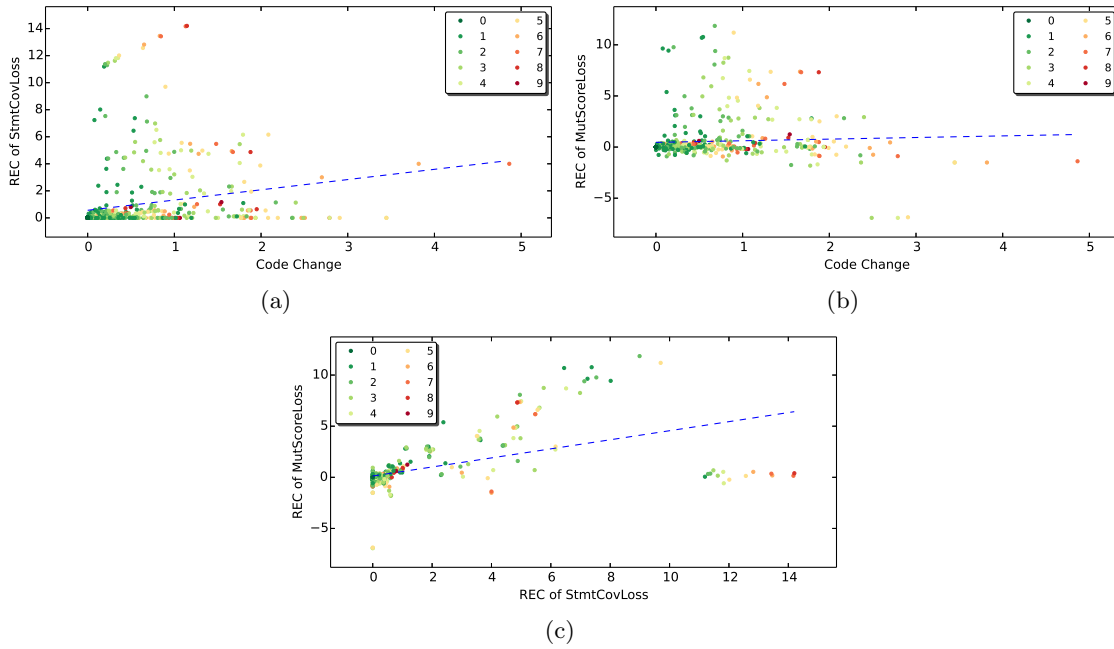 14
12
10
8
6
4
2
0
REC of StmtCovLoss
0 5
1 6
2 7
3 8
4 9
0 1 2 3 4 5
Code Change
(a)
10
5
0
−5
REC of MutScoreLoss
0 5
1 6
2 7
3 8
4 9
0 1 2 3 4 5
Code Change
(b)
10
5
0
−5
REC of MutScoreLoss
0 5
1 6
2 7
3 8
4 9
0 2 4 6 8 10 12 14
REC of StmtCovLoss
(c)